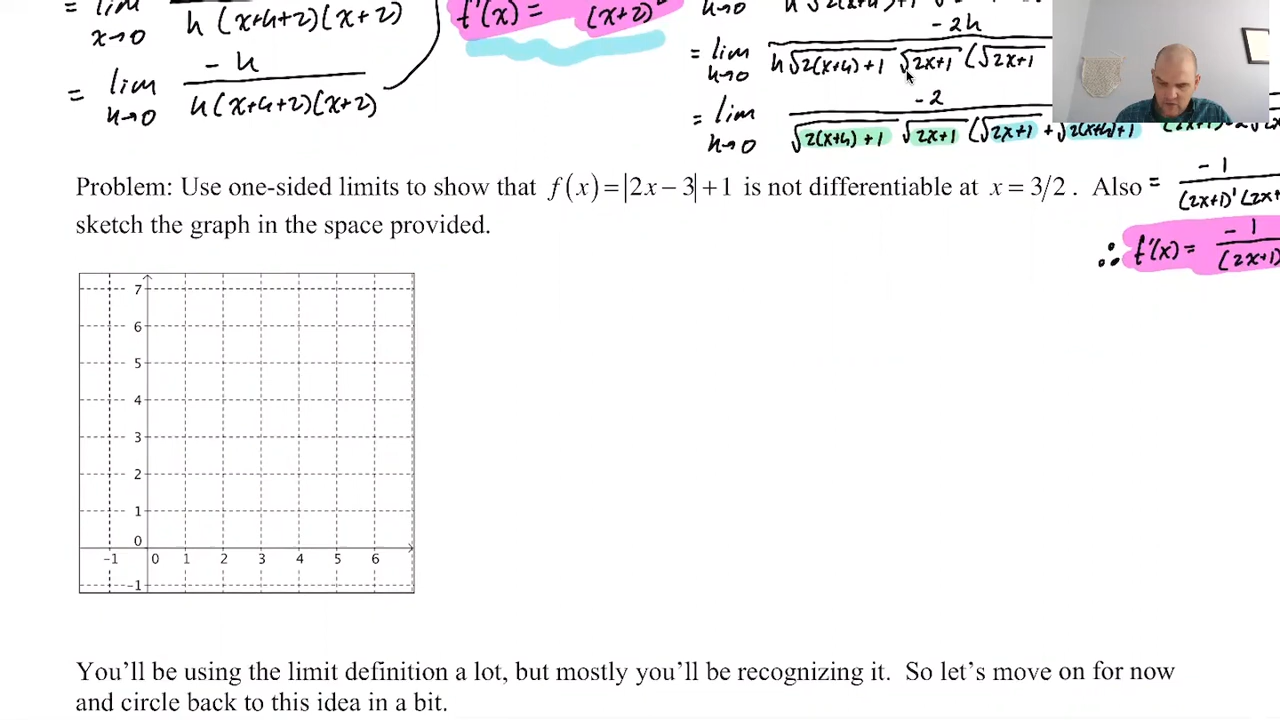 lim
x→0
h(x+h+2)(x+2)
= lim
h→0
-h
h(x+h+2)(x+2)
f'(x) =
(x+2)
h→0
-2h
= lim
h→0
h√2(x+h)+1 √2x+1 (√2x+1
-2
= lim
h→0
√2(x+h)+1 √2x+1 (√2x+1 + √2(x+h)+1)
Problem: Use one-sided limits to show that f(x)=|2x−3|+1 is not differentiable at x=3/2. Also
sketch the graph in the space provided.
=
-1
∴ f'(x) =
-1
(2x+1)
7
6
5
4
3
2
1
0
-1 0 1 2 3 4 5 6
-1
You'll be using the limit definition a lot, but mostly you'll be recognizing it. So let's move on for now
and circle back to this idea in a bit.